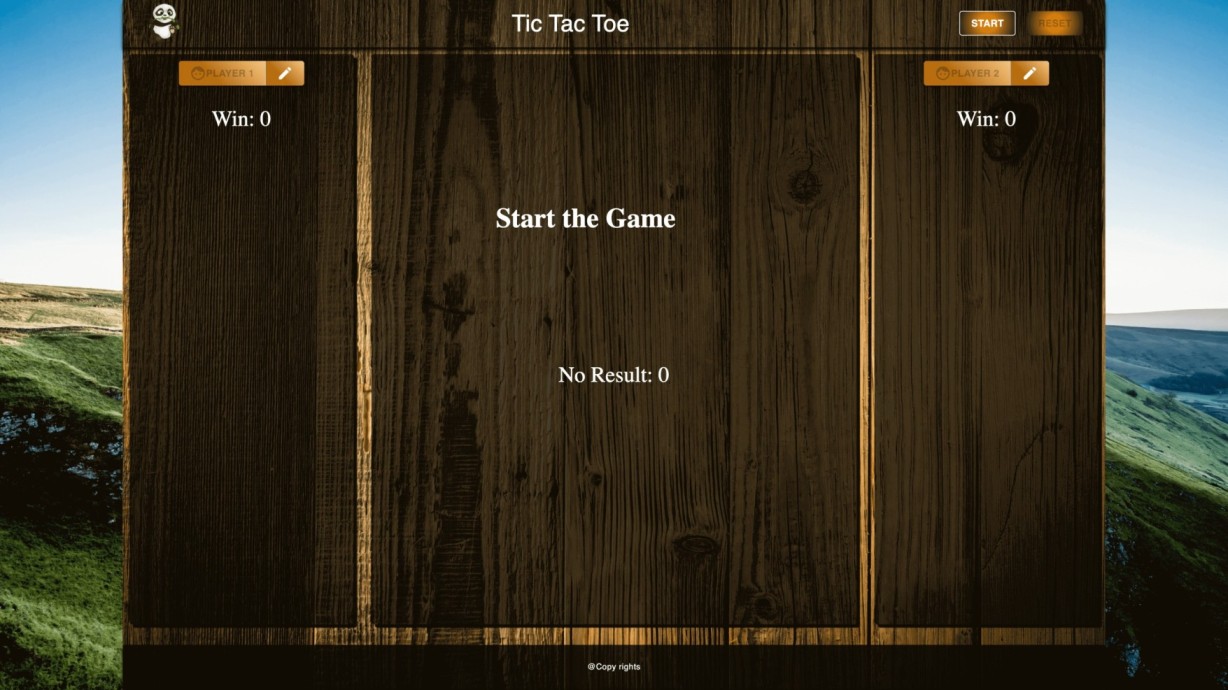 Tic Tac Toe
START
RESET
PLAYER 1
PLAYER 2
Win: 0
Win: 0
Start the Game
No Result: 0
@Copy rights